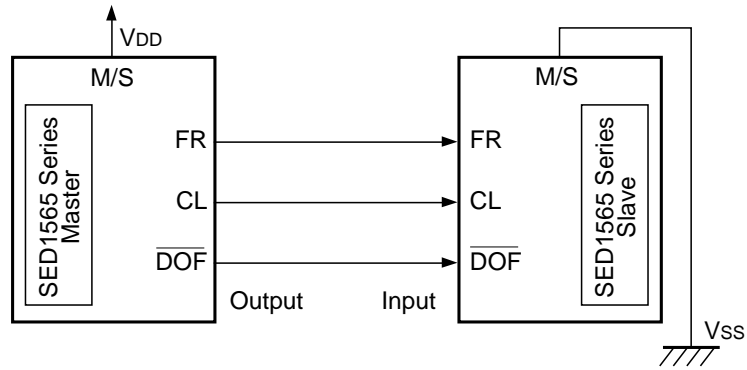 VDD
M/S
SED1565 Series
Master
FR
CL
DOF
Output
Input
M/S
FR
CL
DOF
SED1565 Series
Slave
VSS